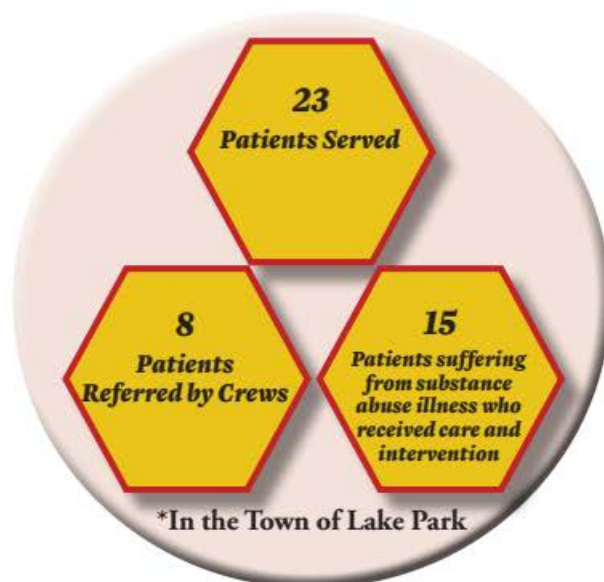 23
Patients Served
8
Patients
Referred by Crews
15
Patients suffering
from substance
abuse illness who
received care and
intervention
*In the Town of Lake Park